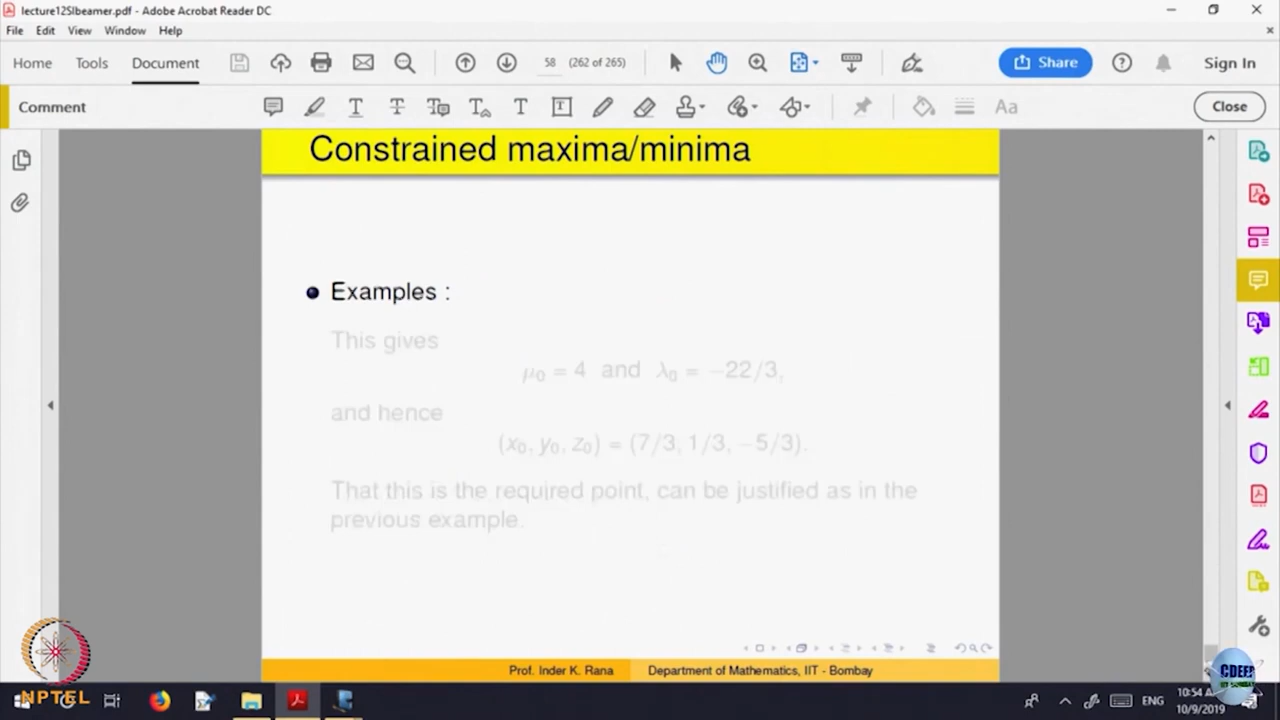 lecture12Slbeamer.pdf - Adobe Acrobat Reader DC
File Edit View Window Help
Home Tools Document 58 (262 of 265) Share Sign In
Comment Aa Close
Constrained maxima/minima
Examples :
This gives
μ₀ = 4 and λ₀ = −22/3,
and hence
(x₀, y₀, z₀) = (7/3, 1/3, −5/3).
That this is the required point, can be justified as in the
previous example.
Prof. Inder K. Rana Department of Mathematics, IIT - Bombay
NPTEL
CDEEP
ENG
10:54 A
10/9/2019